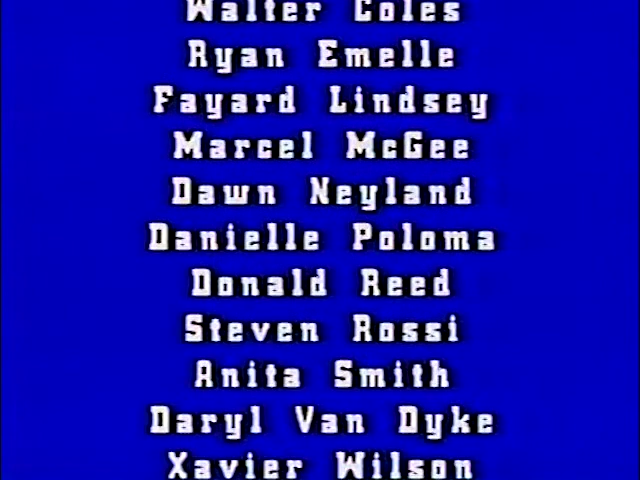 Walter Coles
Ryan Emelle
Fayard Lindsey
Marcel McGee
Dawn Neyland
Danielle Poloma
Donald Reed
Steven Rossi
Anita Smith
Daryl Van Dyke
Xavier Wilson